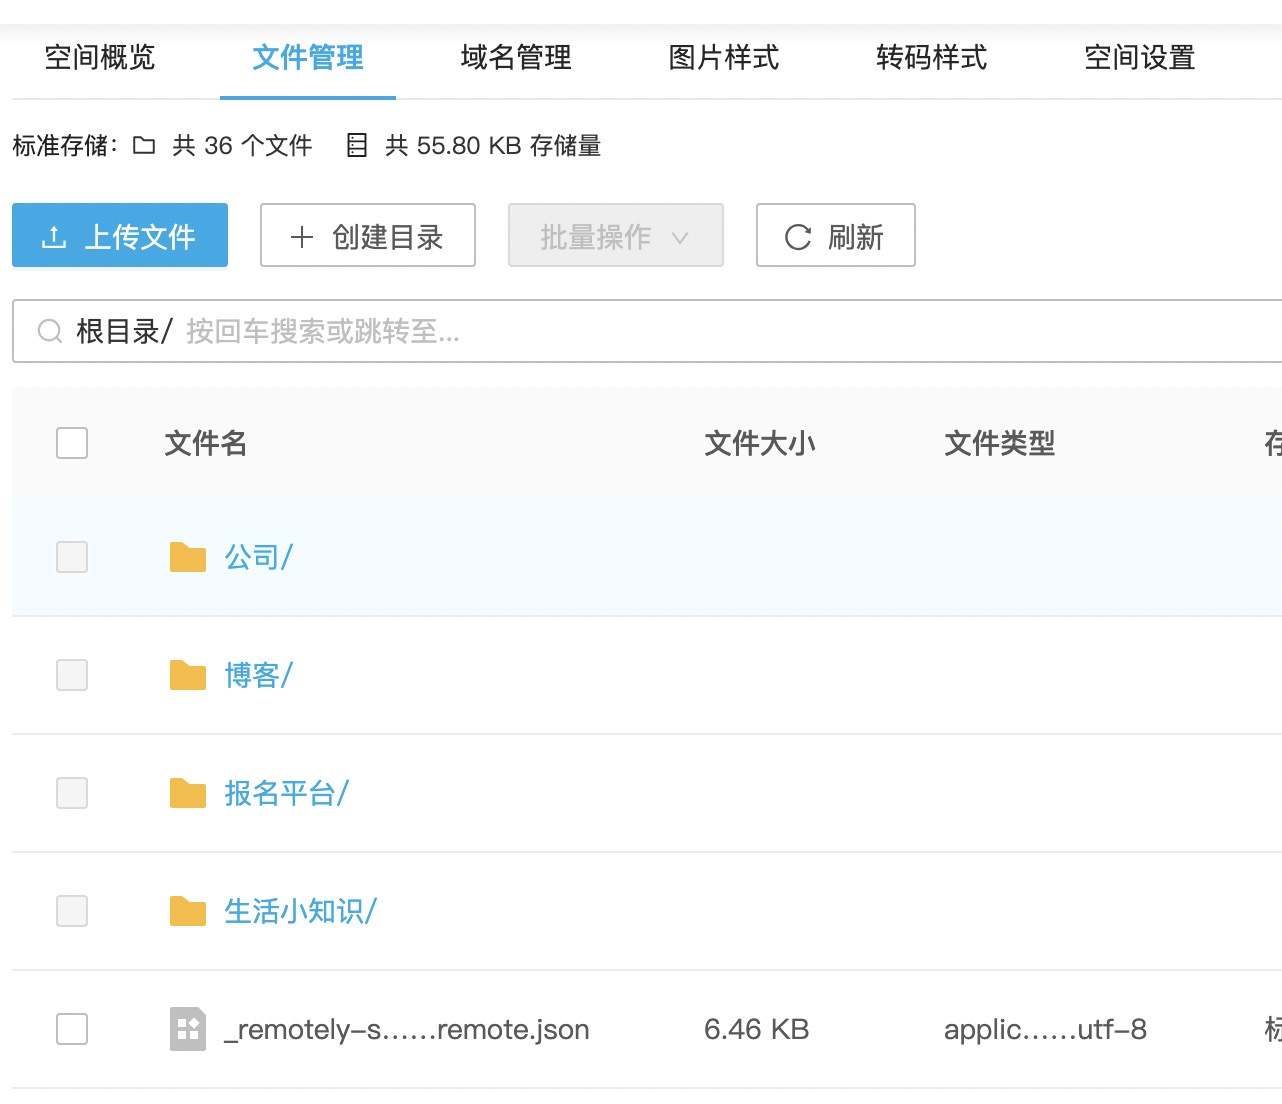 空间概览 文件管理 域名管理 图片样式 转码样式 空间设置
标准存储： 共 36 个文件 共 55.80 KB 存储量
上传文件 创建目录 批量操作 刷新
根目录/ 按回车搜索或跳转至...
文件名 文件大小 文件类型
公司/
博客/
报名平台/
生活小知识/
_remotely-s......remote.json 6.46 KB applic......utf-8